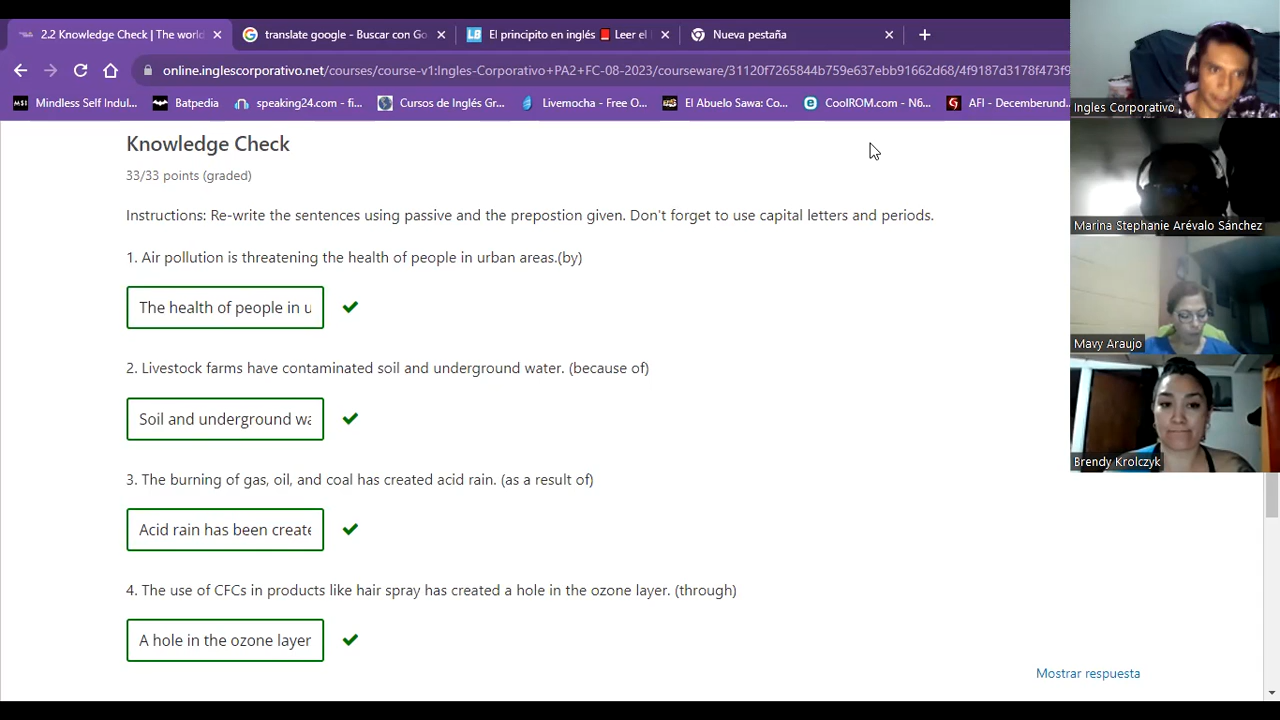 2.2 Knowledge Check | The world
translate google - Buscar con Go
El principito en inglés 📕 Leer el
Nueva pestaña
online.inglescorporativo.net/courses/course-v1:Ingles-Corporativo+PA2+FC-08-2023/courseware/31120f7265844b759e637ebb91662d68/4f9187d3178f473f9
Mindless Self Indul...
Batpedia
speaking24.com - fi...
Cursos de Inglés Gr...
Livemocha - Free O...
El Abuelo Sawa: Co...
CoolROM.com - N6...
AFI - Decemberund...
Knowledge Check
33/33 points (graded)
Instructions: Re-write the sentences using passive and the prepostion given. Don't forget to use capital letters and periods.
1. Air pollution is threatening the health of people in urban areas.(by)
The health of people in u
2. Livestock farms have contaminated soil and underground water. (because of)
Soil and underground wa
3. The burning of gas, oil, and coal has created acid rain. (as a result of)
Acid rain has been create
4. The use of CFCs in products like hair spray has created a hole in the ozone layer. (through)
A hole in the ozone layer
Mostrar respuesta
Ingles Corporativo
Marina Stephanie Arévalo Sánchez
Mavy Araujo
Brendy Krolczyk